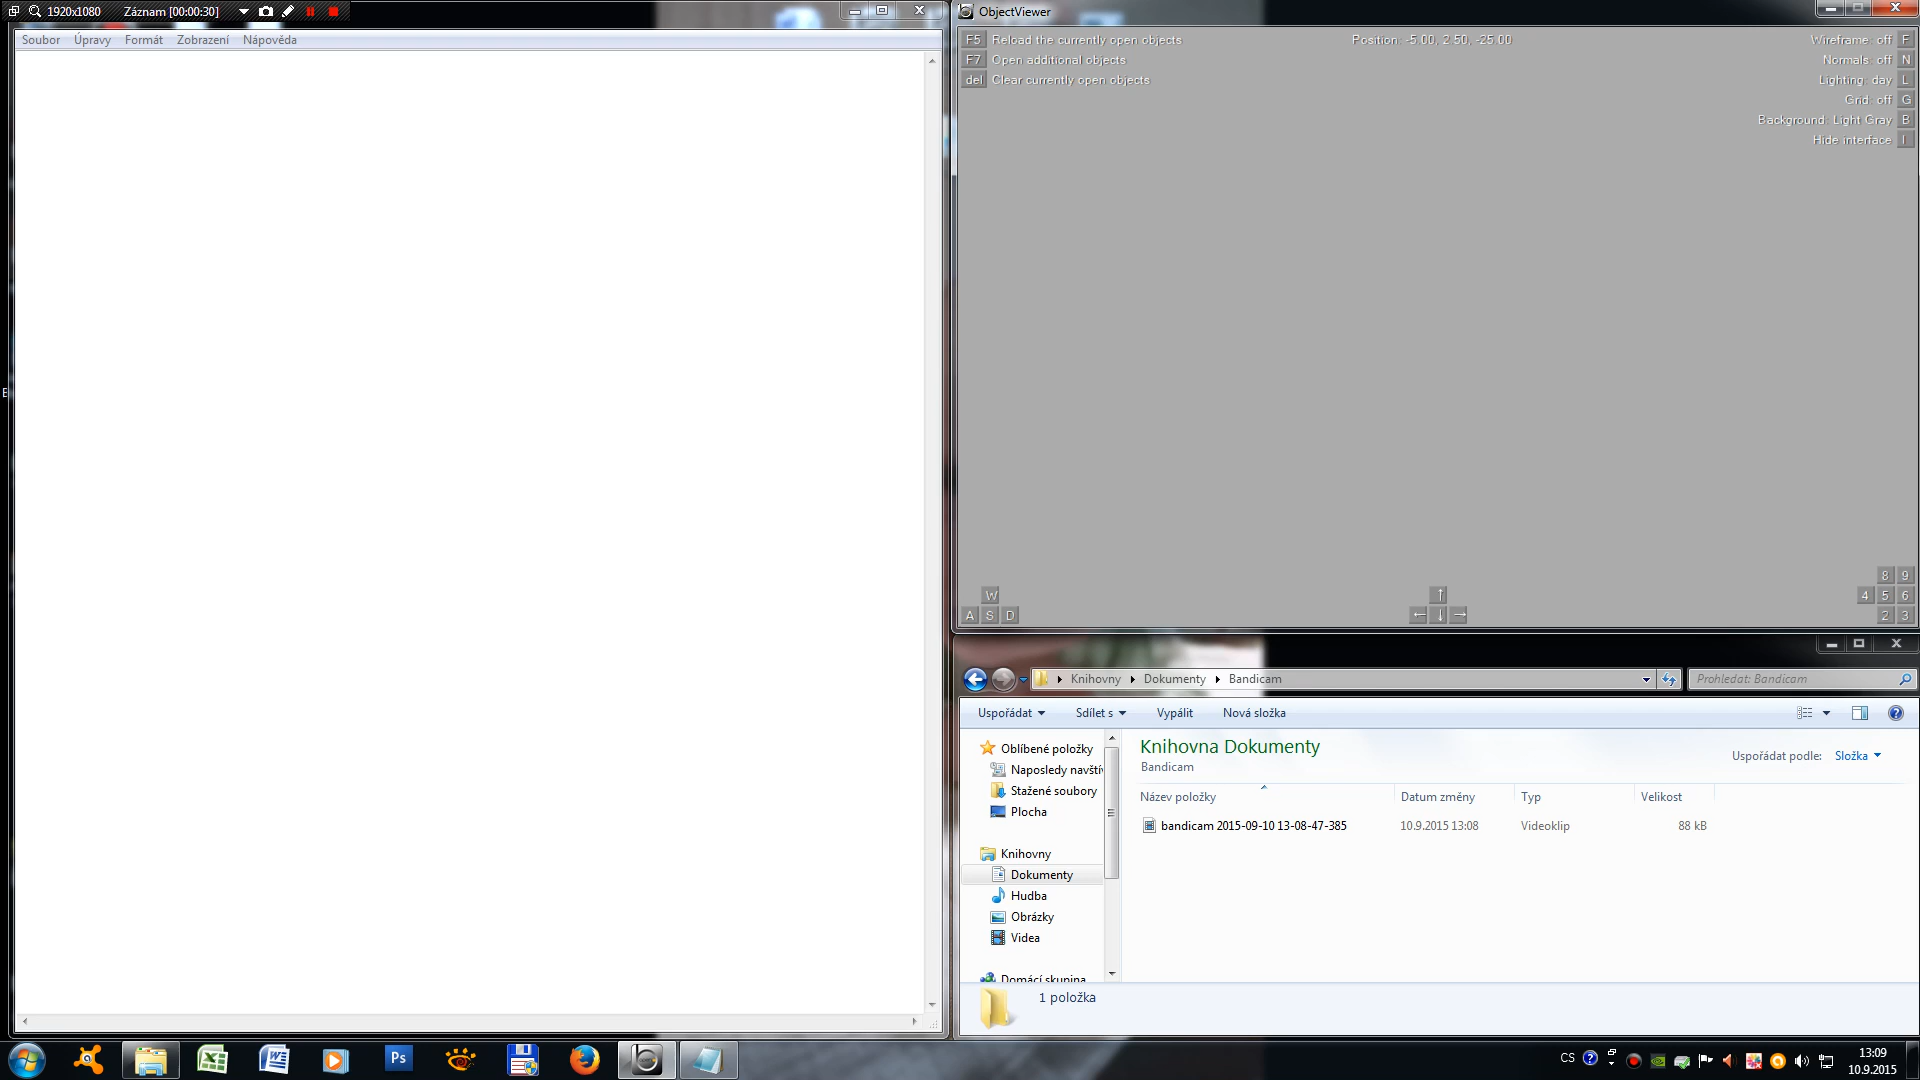 1920x1080 Záznam [00:00:30]
Soubor Úpravy Formát Zobrazení Nápověda
ObjectViewer
F5 Reload the currently open objects
F7 Open additional objects
del Clear currently open objects
Position: -5.00, 2.50, -25.00
Wireframe: off F
Normals: off N
Lighting: day L
Grid: off G
Background: Light Gray B
Hide interface I
W
A S D
↑
← ↓ →
8 9
4 5 6
2 3
Knihovny Dokumenty Bandicam
Prohledat: Bandicam
Uspořádat Sdílet s Vypálit Nová složka
Oblíbené položky
Naposledy navští
Stažené soubory
Plocha
Knihovny
Dokumenty
Hudba
Obrázky
Videa
Domácí skupina
Knihovna Dokumenty
Bandicam
Uspořádat podle: Složka
Název položky Datum změny Typ Velikost
bandicam 2015-09-10 13-08-47-385 10.9.2015 13:08 Videoklip 88 kB
1 položka
Ps
CS
13:09
10.9.2015